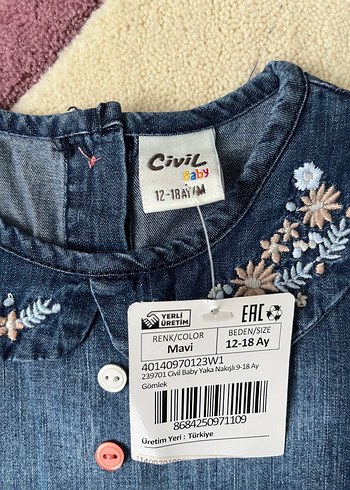 Civil
Baby
12-18 AY/M
YERLİ
ÜRETİM
EAC
RENK/COLOR
Mavi
BEDEN/SIZE
12-18 Ay
40140970123W1
239701 Civil Baby Yaka Nakışlı 9-18 Ay
Gömlek
8684250971109
Üretim Yeri : Türkiye